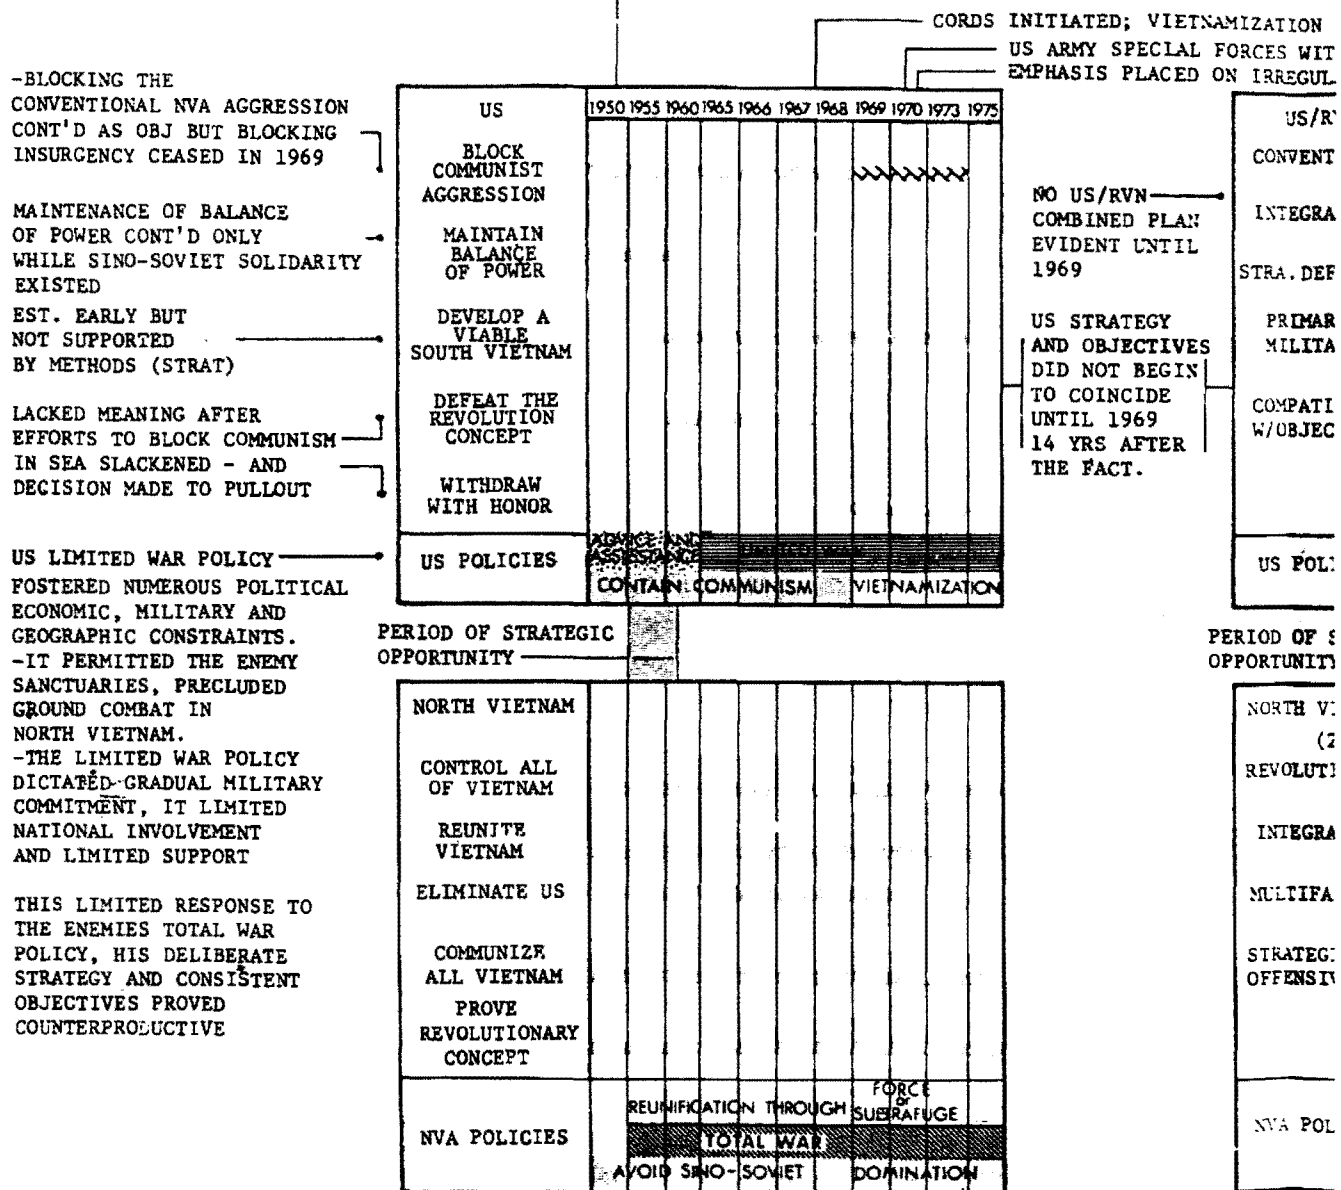 CORDS INITIATED; VIETNAMIZATION
US ARMY SPECIAL FORCES WIT
EMPHASIS PLACED ON IRREGUL
-BLOCKING THE
CONVENTIONAL NVA AGGRESSION
CONT'D AS OBJ BUT BLOCKING
INSURGENCY CEASED IN 1969
MAINTENANCE OF BALANCE
OF POWER CONT'D ONLY
WHILE SINO-SOVIET SOLIDARITY
EXISTED
EST. EARLY BUT
NOT SUPPORTED
BY METHODS (STRAT)
LACKED MEANING AFTER
EFFORTS TO BLOCK COMMUNISM
IN SEA SLACKENED - AND
DECISION MADE TO PULLOUT
US LIMITED WAR POLICY
FOSTERED NUMEROUS POLITICAL
ECONOMIC, MILITARY AND
GEOGRAPHIC CONSTRAINTS.
-IT PERMITTED THE ENEMY
SANCTUARIES, PRECLUDED
GROUND COMBAT IN
NORTH VIETNAM.
-THE LIMITED WAR POLICY
DICTATED GRADUAL MILITARY
COMMITMENT, IT LIMITED
NATIONAL INVOLVEMENT
AND LIMITED SUPPORT
THIS LIMITED RESPONSE TO
THE ENEMIES TOTAL WAR
POLICY, HIS DELIBERATE
STRATEGY AND CONSISTENT
OBJECTIVES PROVED
COUNTERPRODUCTIVE
US
1950 1955 1960 1965 1966 1967 1968 1969 1970 1973 1975
BLOCK
COMMUNIST
AGGRESSION
MAINTAIN
BALANCE
OF POWER
DEVELOP A
VIABLE
SOUTH VIETNAM
DEFEAT THE
REVOLUTION
CONCEPT
WITHDRAW
WITH HONOR
US POLICIES
ADVICE AND
ASSISTANCE
LIMITED WAR
CONTAIN COMMUNISM VIETNAMIZATION
PERIOD OF STRATEGIC
OPPORTUNITY
NORTH VIETNAM
CONTROL ALL
OF VIETNAM
REUNITE
VIETNAM
ELIMINATE US
COMMUNIZE
ALL VIETNAM
PROVE
REVOLUTIONARY
CONCEPT
NVA POLICIES
REUNIFICATION THROUGH FORCE
or
SUBTRAFUGE
TOTAL WAR
AVOID SINO-SOVIET DOMINATION
NO US/RVN
COMBINED PLAN
EVIDENT UNTIL
1969
US STRATEGY
AND OBJECTIVES
DID NOT BEGIN
TO COINCIDE
UNTIL 1969
14 YRS AFTER
THE FACT.
US/R
CONVENT
INTEGRA
STRA.DEF
PRIMAR
MILITA
COMPATI
W/OBJEC
US POLI
PERIOD OF S
OPPORTUNITY
NORTH VI
(2
REVOLUTI
INTEGRA
MULTIFA
STRATEGI
OFFENSIV
NVA POL